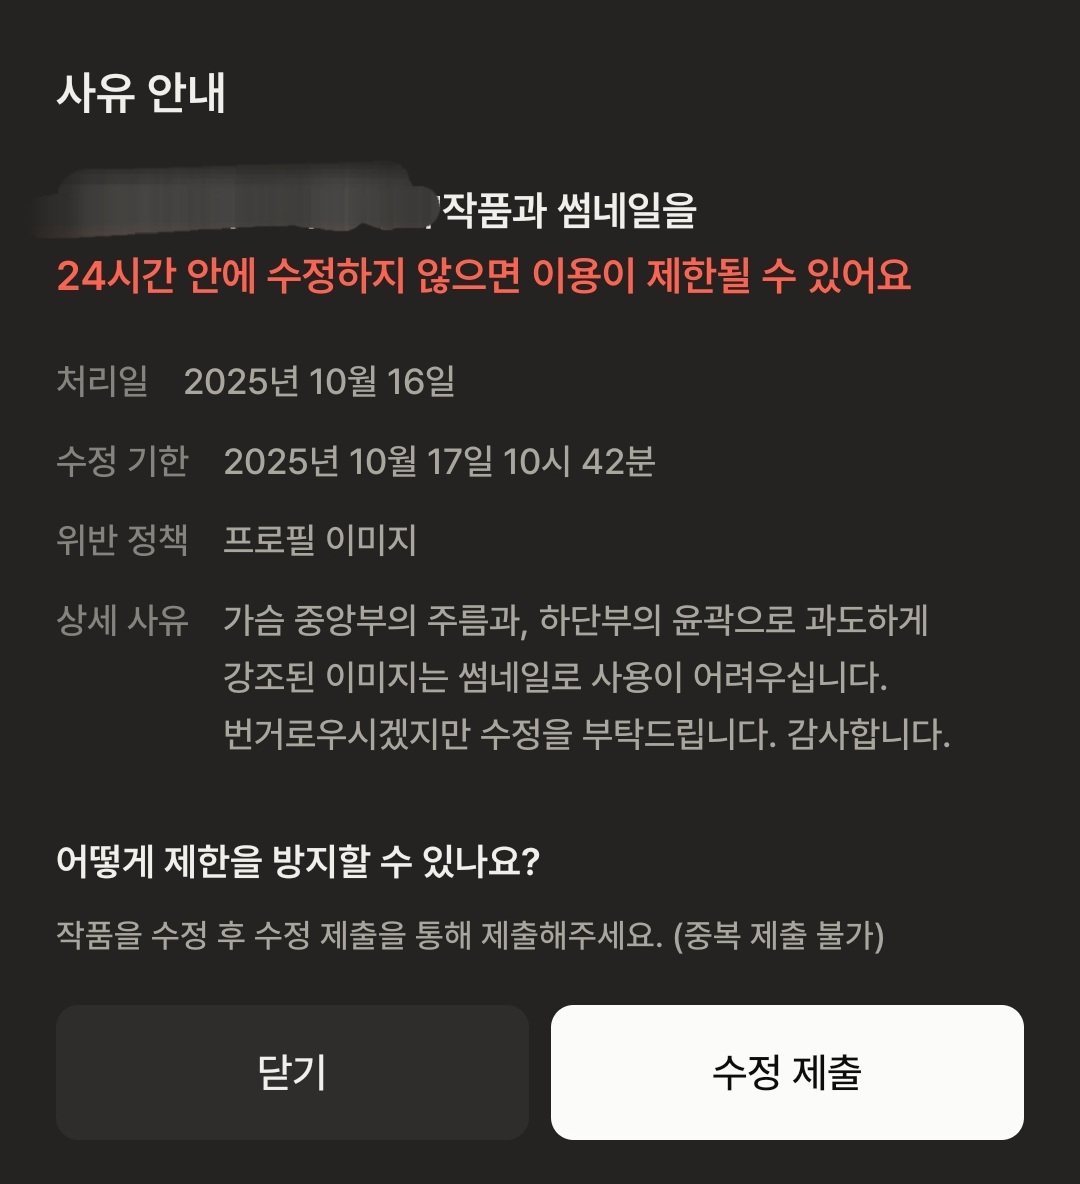 사유 안내
작품과 썸네일을
24시간 안에 수정하지 않으면 이용이 제한될 수 있어요
처리일 2025년 10월 16일
수정 기한 2025년 10월 17일 10시 42분
위반 정책 프로필 이미지
상세 사유 가슴 중앙부의 주름과, 하단부의 윤곽으로 과도하게
강조된 이미지는 썸네일로 사용이 어려우십니다.
번거로우시겠지만 수정을 부탁드립니다. 감사합니다.
어떻게 제한을 방지할 수 있나요?
작품을 수정 후 수정 제출을 통해 제출해주세요. (중복 제출 불가)
닫기 수정 제출